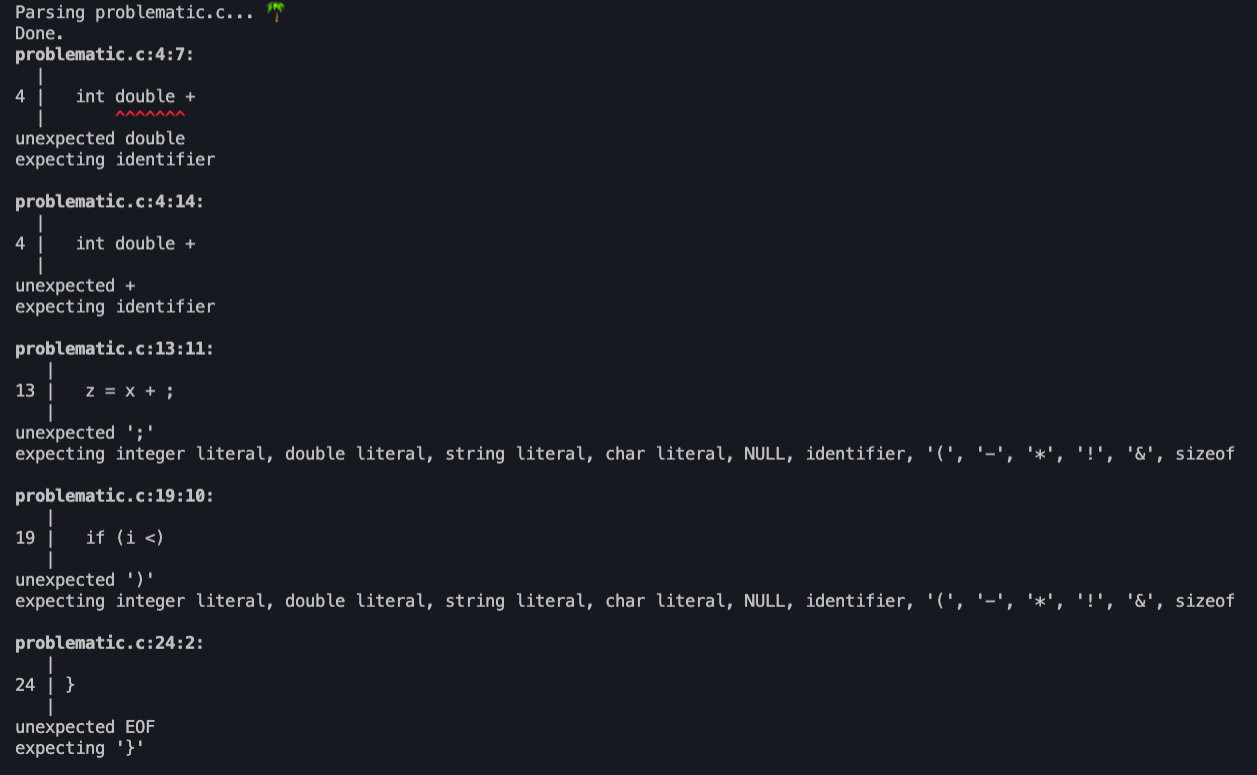 Parsing problematic.c... 🌴
Done.
problematic.c:4:7:
  |
4 |   int double +
          ^^^^^^^
  |
unexpected double
expecting identifier

problematic.c:4:14:
  |
4 |   int double +
  |
unexpected +
expecting identifier

problematic.c:13:11:
   |
13 |   z = x + ;
   |
unexpected ';'
expecting integer literal, double literal, string literal, char literal, NULL, identifier, '(', '-', '*', '!', '&', sizeof

problematic.c:19:10:
   |
19 |   if (i <)
   |
unexpected ')'
expecting integer literal, double literal, string literal, char literal, NULL, identifier, '(', '-', '*', '!', '&', sizeof

problematic.c:24:2:
   |
24 | }
   |
unexpected EOF
expecting '}'